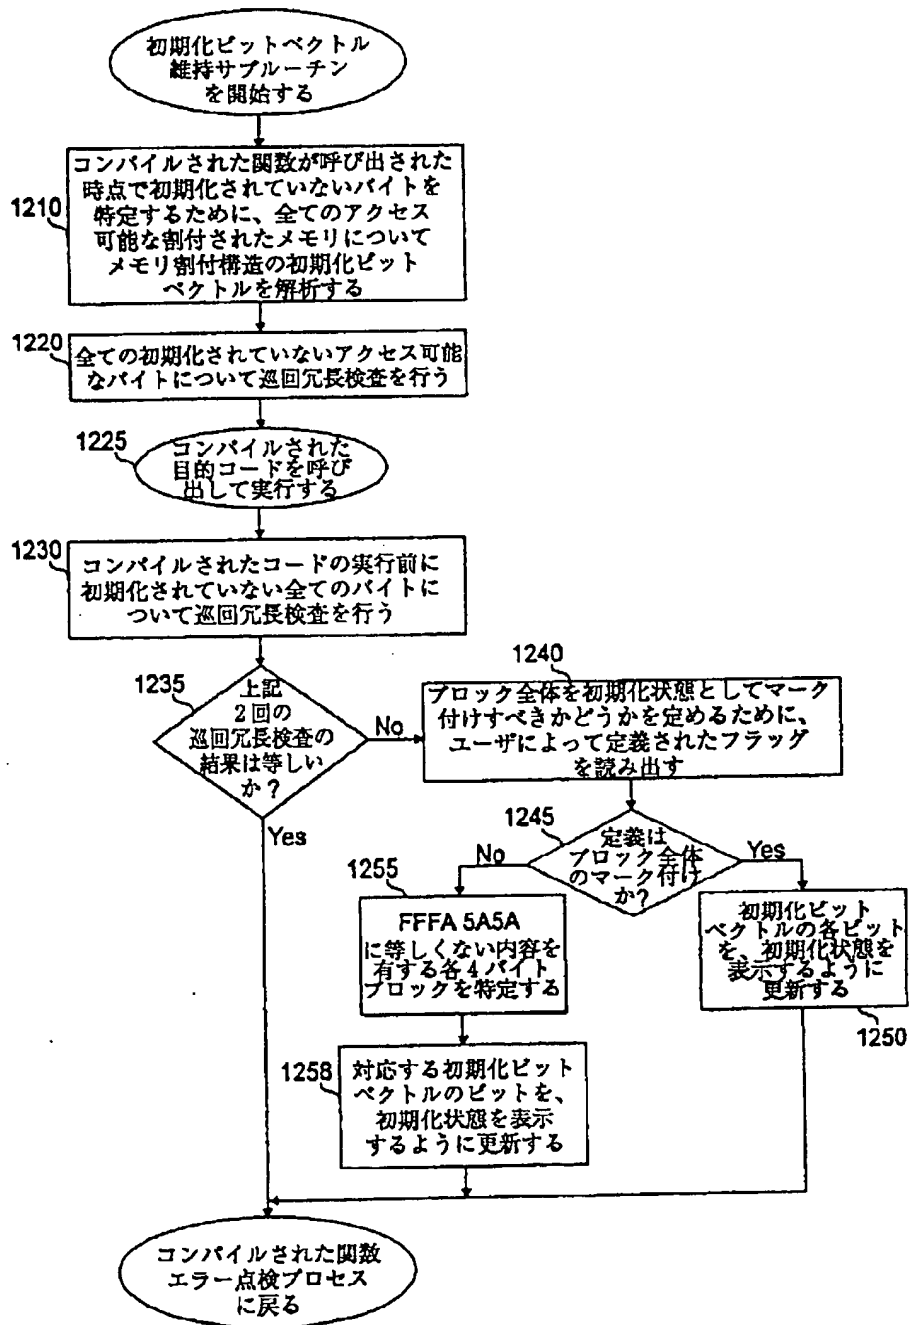 初期化ビットベクトル
維持サブルーチン
を開始する
1210
コンパイルされた関数が呼び出された
時点で初期化されていないバイトを
特定するために、全てのアクセス
可能な割付されたメモリについて
メモリ割付構造の初期化ビット
ベクトルを解析する
1220
全ての初期化されていないアクセス可能
なバイトについて巡回冗長検査を行う
1225
コンパイルされた
目的コードを呼び
出して実行する
1230
コンパイルされたコードの実行前に
初期化されていない全てのバイトに
ついて巡回冗長検査を行う
1235
上記
2回の
巡回冗長検査の
結果は等しい
か?
No
Yes
1240
ブロック全体を初期化状態としてマーク
付けすべきかどうかを定めるために、
ユーザによって定義されたフラッグ
を読み出す
1245
定義は
ブロック全体
のマーク付け
か?
No
Yes
1255
FFFA 5A5A
に等しくない内容を
有する各4バイト
ブロックを特定する
初期化ビット
ベクトルの各ビット
を、初期化状態を
表示するように
更新する
1250
1258
対応する初期化ビット
ベクトルのビットを、
初期化状態を表示
するように更新する
コンパイルされた関数
エラー点検プロセス
に戻る